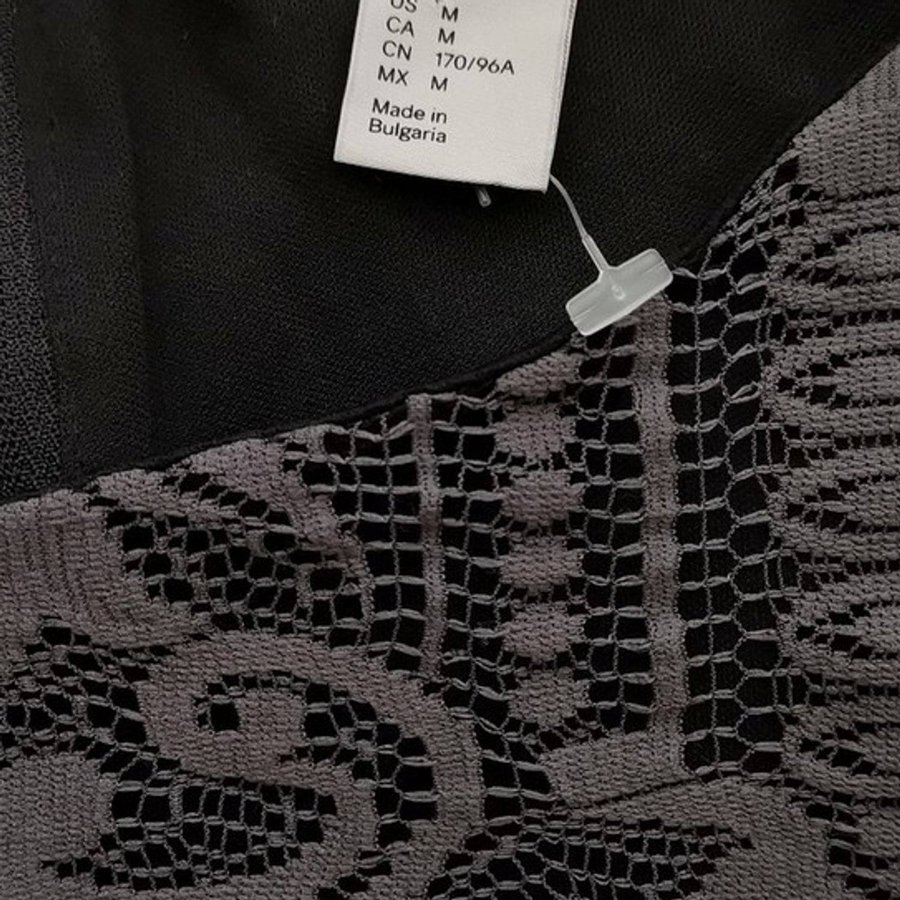 US M
CA M
CN 170/96A
MX M
Made in
Bulgaria